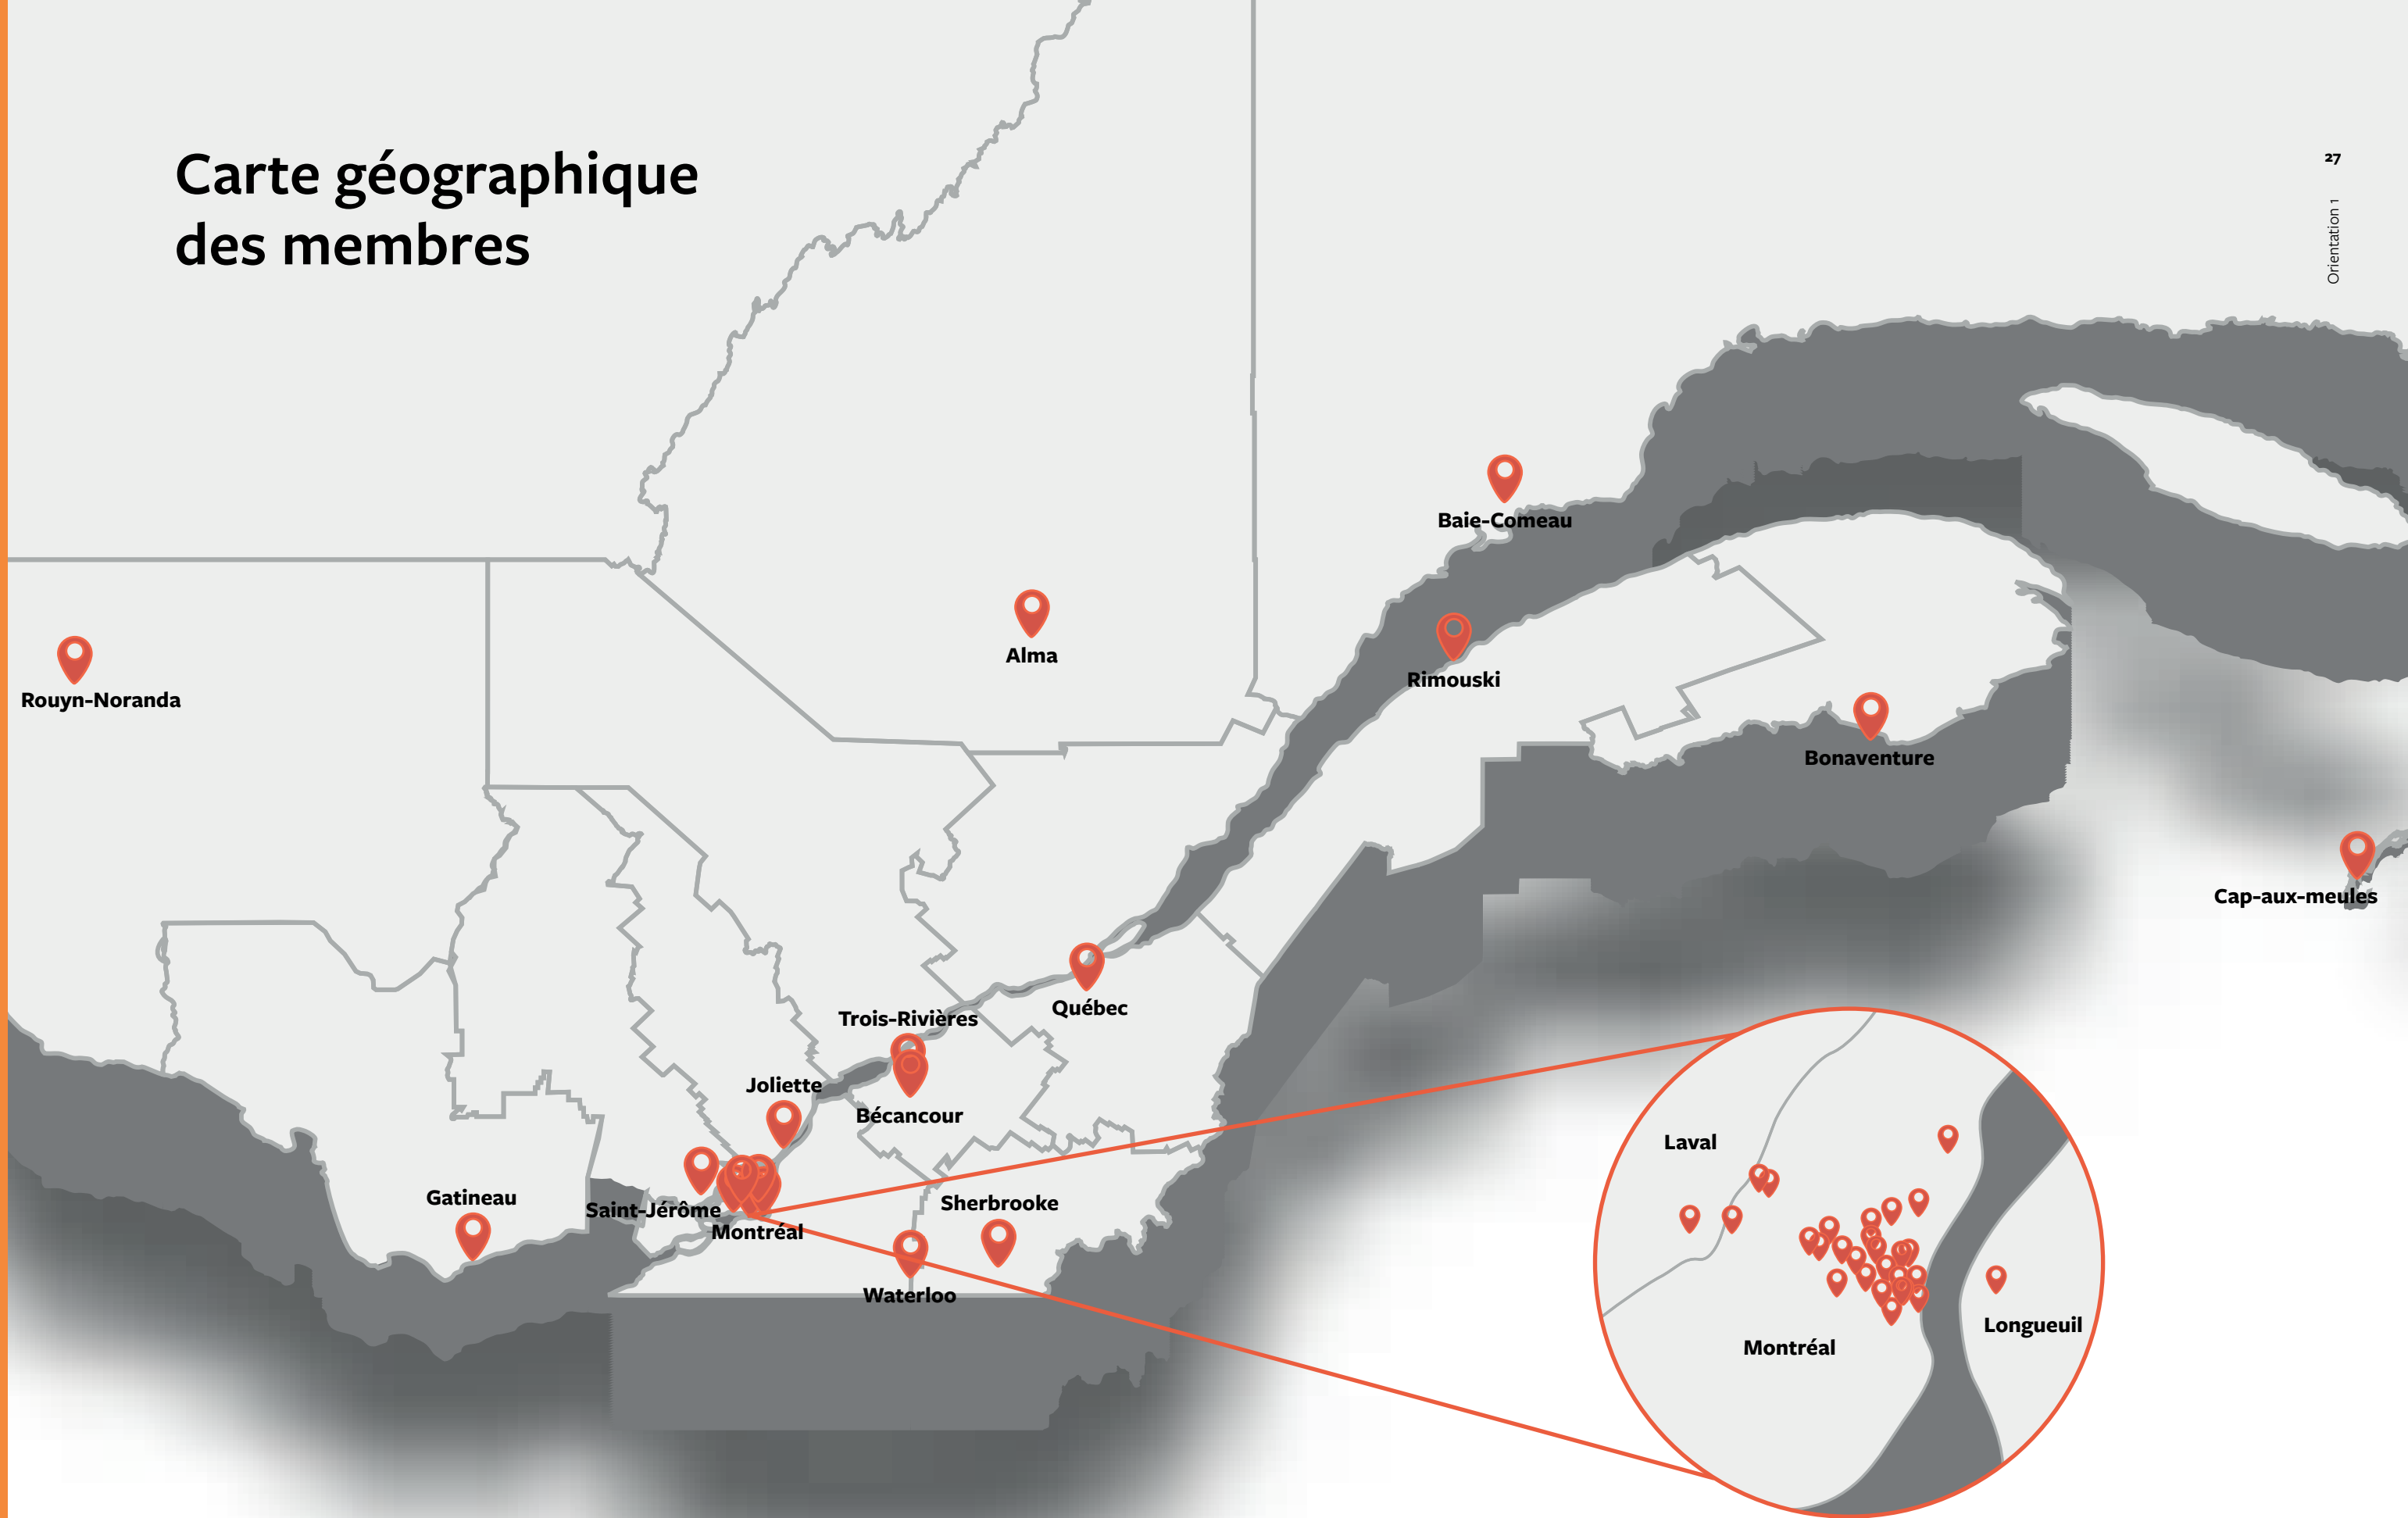 Carte géographique
des membres
27
Orientation 1
Baie-Comeau
Alma
Rimouski
Rouyn-Noranda
Bonaventure
Cap-aux-meules
Québec
Trois-Rivières
Joliette
Bécancour
Gatineau
Saint-Jérôme
Sherbrooke
Montréal
Waterloo
Laval
Longueuil
Montréal